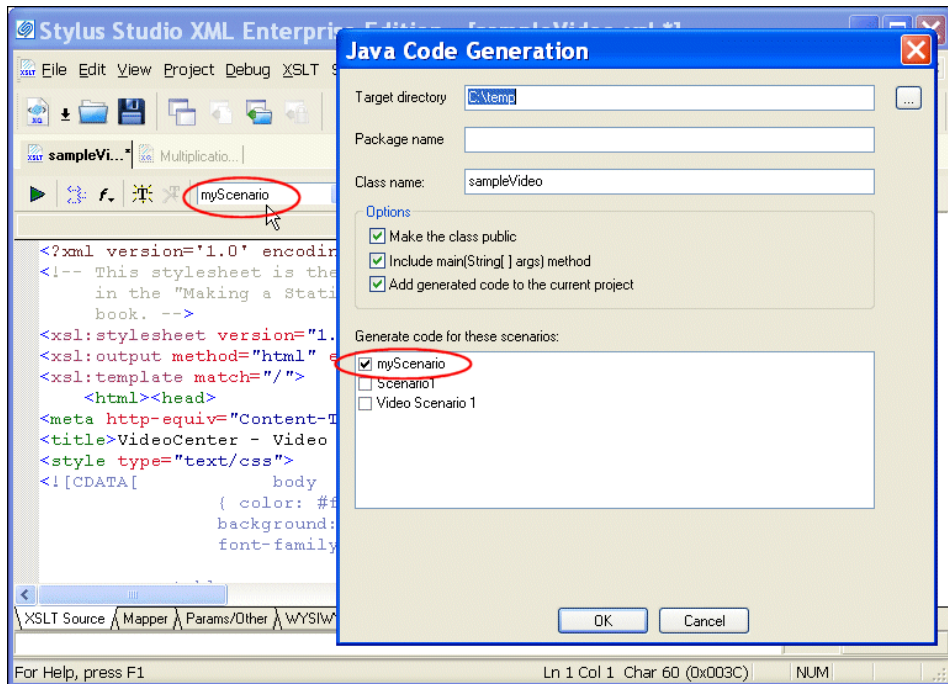 Stylus Studio XML Enterprise Edition - [sampleVideo.xsl *]
File Edit View Project Debug XSLT
sampleVi...*
Multiplicatio...
myScenario
<?xml version='1.0' encodin
<!-- This stylesheet is the
in the "Making a Stati
book. -->
<xsl:stylesheet version="1.
<xsl:output method="html" e
<xsl:template match="/">
<html><head>
<meta http-equiv="Content-T
<title>VideoCenter - Video
<style type="text/css">
<![CDATA[ body
{ color: #f
background:
font-family
XSLT Source
Mapper
Params/Other
WYSIW
For Help, press F1
Ln 1 Col 1 Char 60 (0x003C)
NUM
Java Code Generation
Target directory
C:\temp
...
Package name
Class name:
sampleVideo
Options
Make the class public
Include main(String[ ] args) method
Add generated code to the current project
Generate code for these scenarios:
myScenario
Scenario1
Video Scenario 1
OK
Cancel